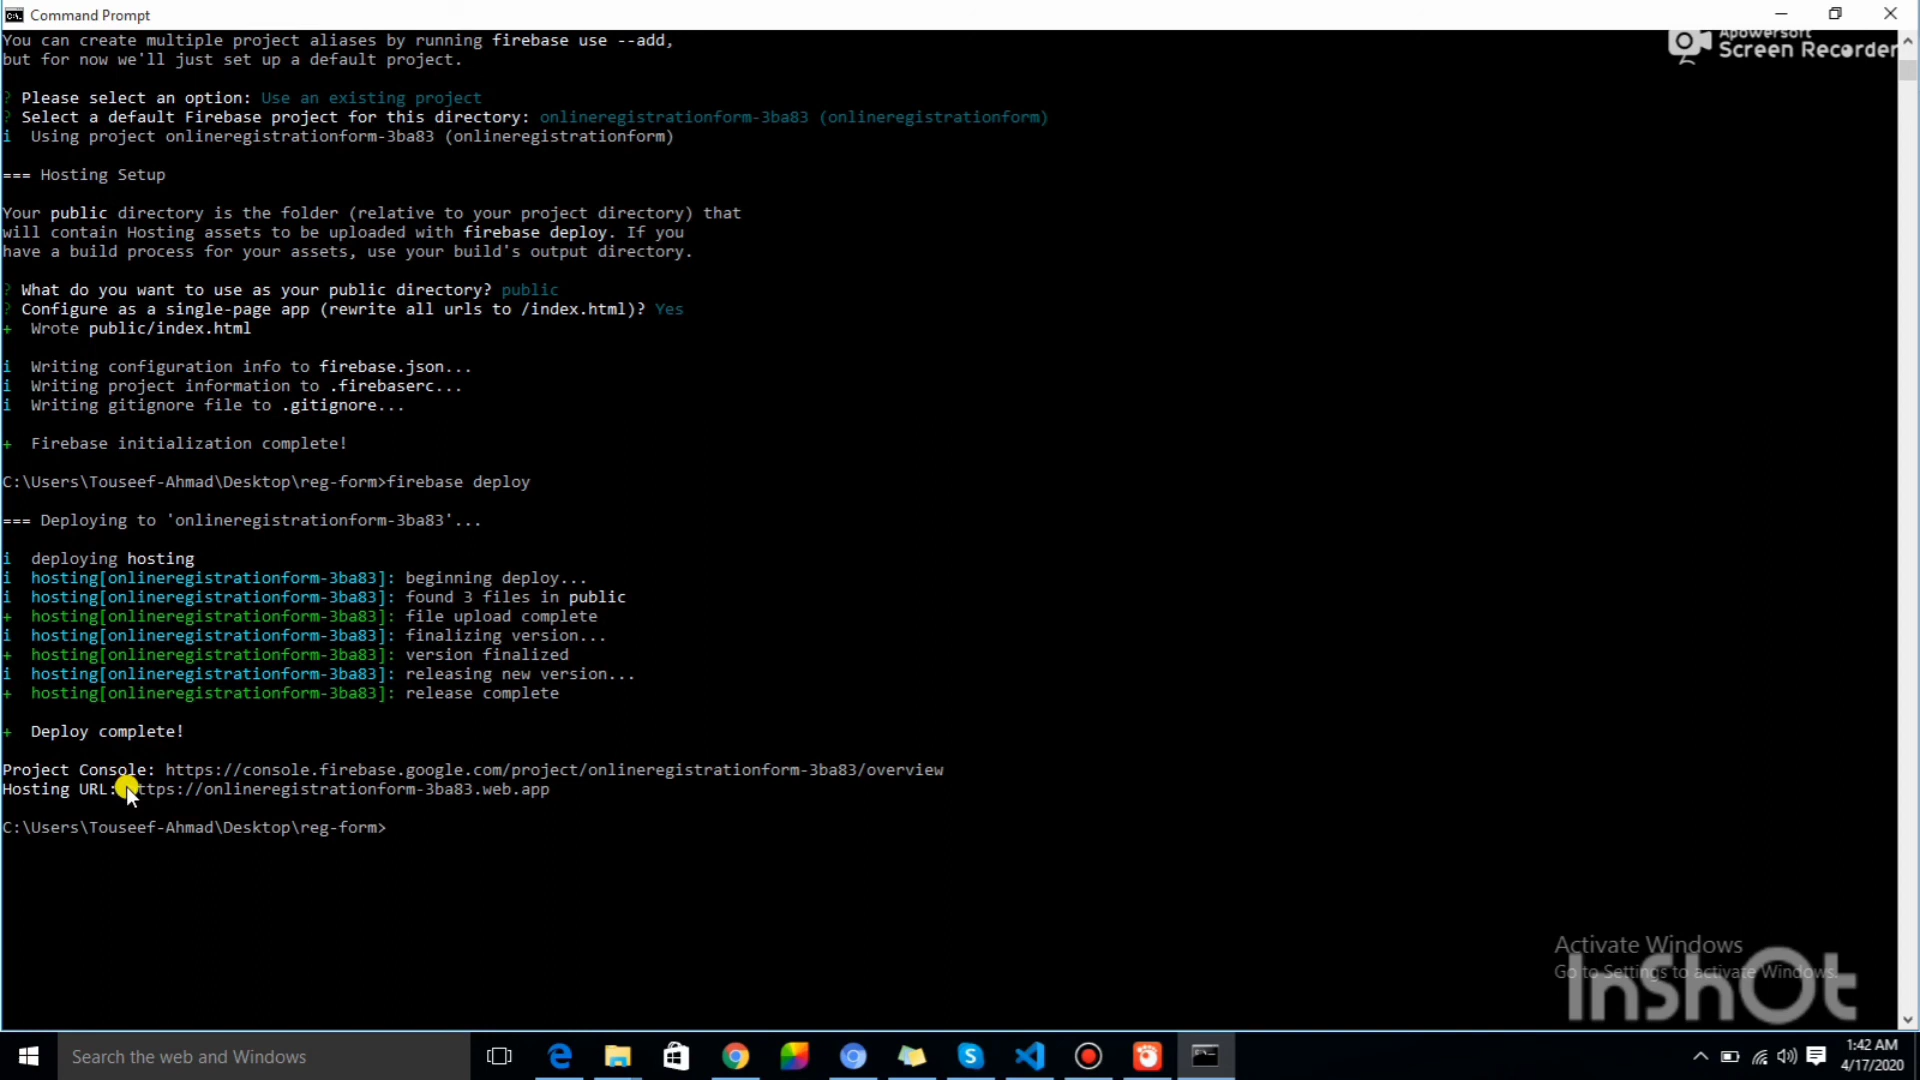 Command Prompt
You can create multiple project aliases by running firebase use --add,
but for now we'll just set up a default project.
Apowersoft
Screen Recorder
? Please select an option: Use an existing project
? Select a default Firebase project for this directory: onlineregistrationform-3ba83 (onlineregistrationform)
i  Using project onlineregistrationform-3ba83 (onlineregistrationform)
=== Hosting Setup
Your public directory is the folder (relative to your project directory) that
will contain Hosting assets to be uploaded with firebase deploy. If you
have a build process for your assets, use your build's output directory.
? What do you want to use as your public directory? public
? Configure as a single-page app (rewrite all urls to /index.html)? Yes
+  Wrote public/index.html
i  Writing configuration info to firebase.json...
i  Writing project information to .firebaserc...
i  Writing gitignore file to .gitignore...
+  Firebase initialization complete!
C:\Users\Touseef-Ahmad\Desktop\reg-form>firebase deploy
=== Deploying to 'onlineregistrationform-3ba83'...
i  deploying hosting
i  hosting[onlineregistrationform-3ba83]: beginning deploy...
i  hosting[onlineregistrationform-3ba83]: found 3 files in public
+  hosting[onlineregistrationform-3ba83]: file upload complete
i  hosting[onlineregistrationform-3ba83]: finalizing version...
+  hosting[onlineregistrationform-3ba83]: version finalized
i  hosting[onlineregistrationform-3ba83]: releasing new version...
+  hosting[onlineregistrationform-3ba83]: release complete
+  Deploy complete!
Project Console: https://console.firebase.google.com/project/onlineregistrationform-3ba83/overview
Hosting URL: https://onlineregistrationform-3ba83.web.app
C:\Users\Touseef-Ahmad\Desktop\reg-form>
Activate Windows
Go to Settings to activate Windows.
InShOt
Search the web and Windows
1:42 AM
4/17/2020